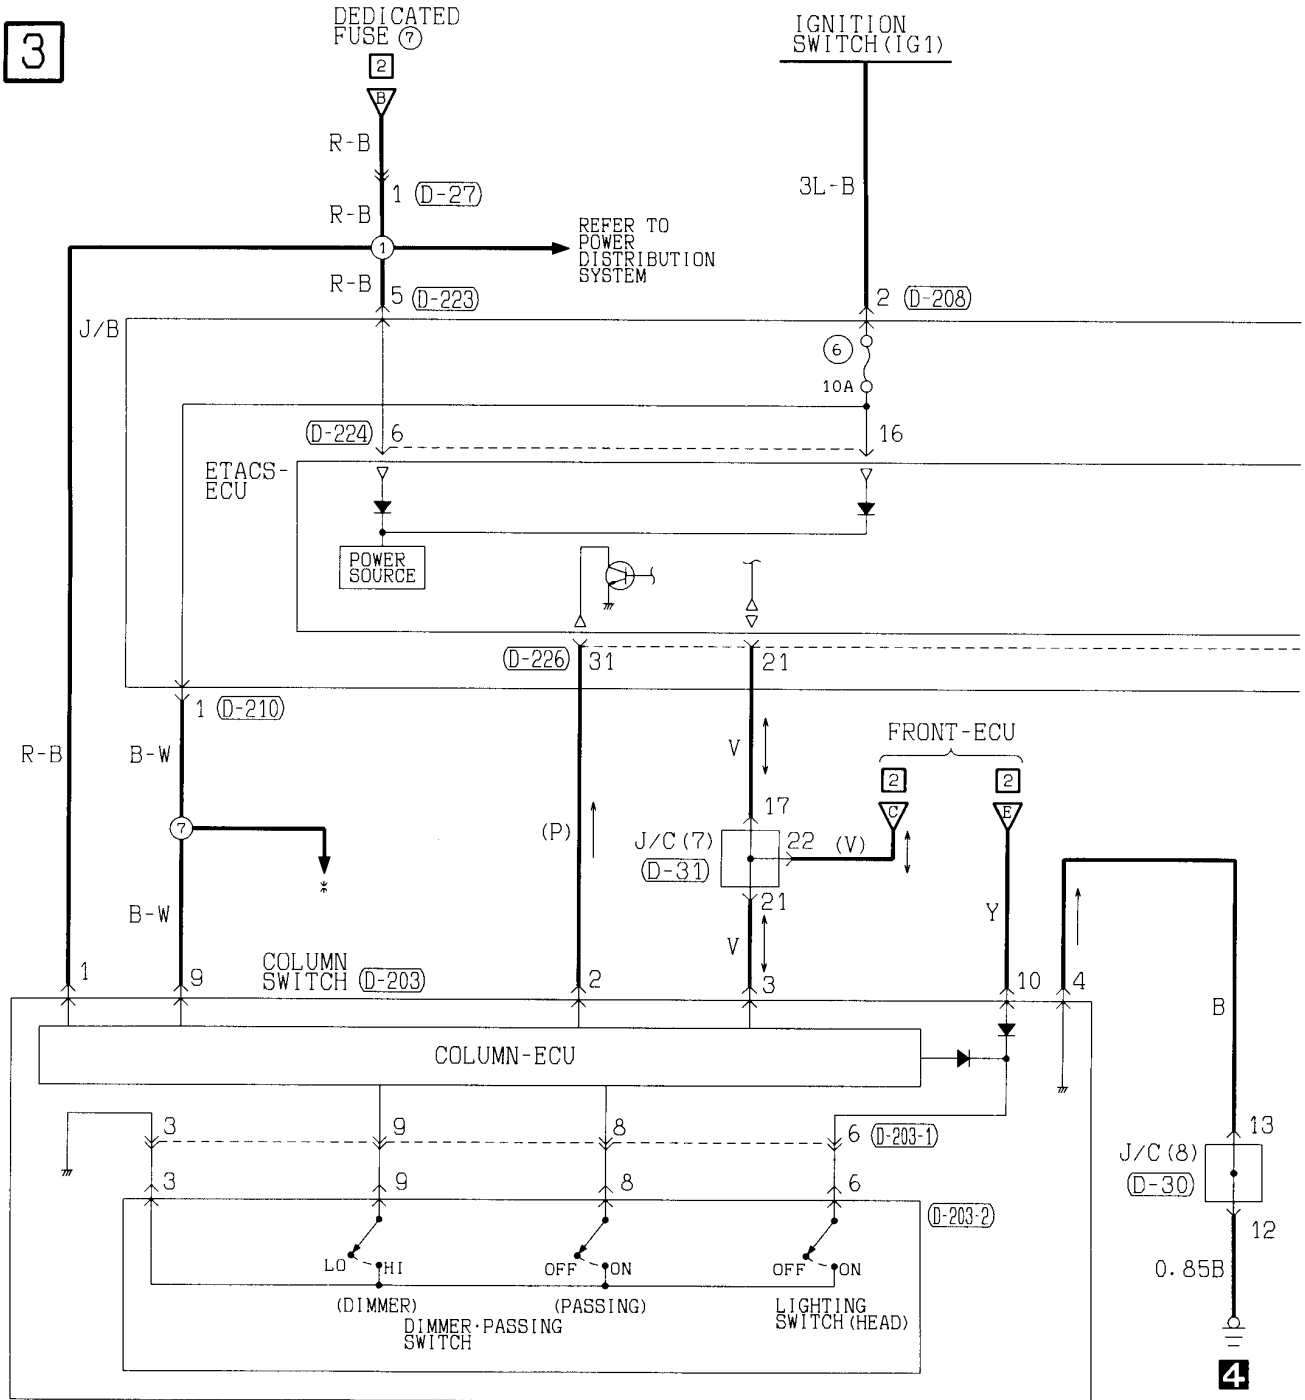 3
DEDICATED
FUSE ⑦
2
B
R-B
1 (D-27)
R-B
1
REFER TO
POWER
DISTRIBUTION
SYSTEM
R-B
5 (D-223)
IGNITION
SWITCH (IG1)
3L-B
2 (D-208)
J/B
6
10A
(D-224) 6
16
ETACS-
ECU
POWER
SOURCE
(D-226) 31
21
1 (D-210)
R-B
B-W
7
*
B-W
(P)
V
FRONT-ECU
2
2
C
E
17
J/C (7)
(D-31)
22
(V)
21
V
Y
COLUMN
SWITCH (D-203)
1
9
2
3
10
4
B
COLUMN-ECU
3
9
8
6 (D-203-1)
3
9
8
6
(D-203-2)
LO
HI
OFF
ON
OFF
ON
(DIMMER)
(PASSING)
DIMMER·PASSING
SWITCH
LIGHTING
SWITCH (HEAD)
13
J/C (8)
(D-30)
12
0.85B
4